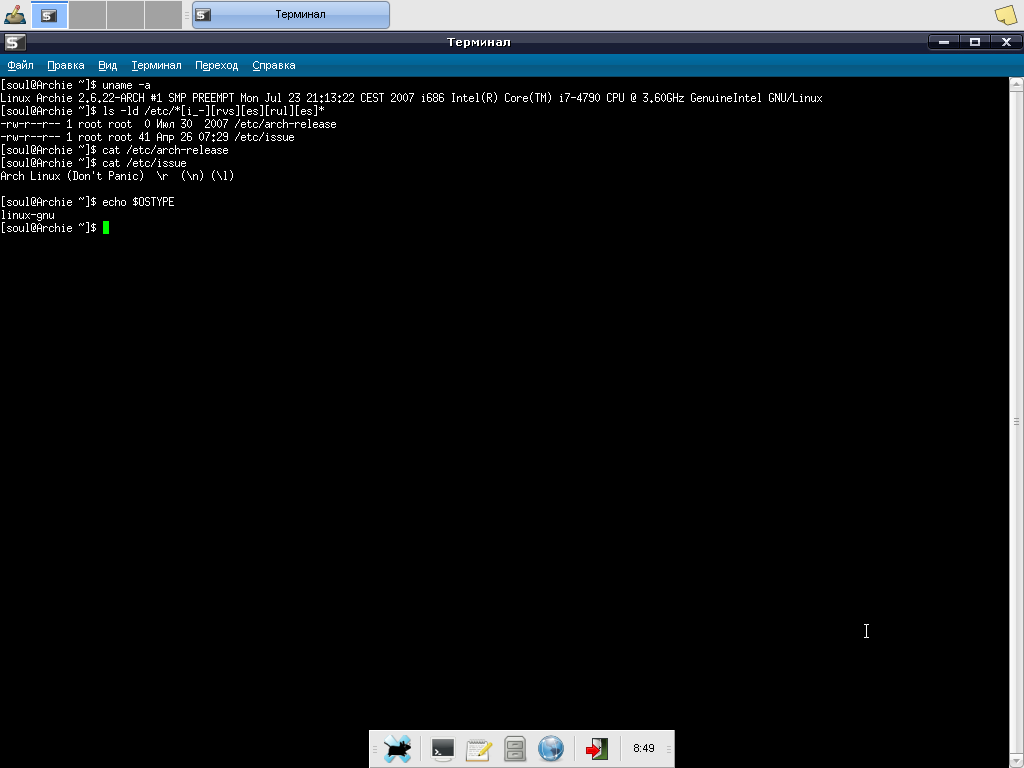 Терминал
Терминал
Файл Правка Вид Терминал Переход Справка
[soul@Archie ~]$ uname -a
Linux Archie 2.6.22-ARCH #1 SMP PREEMPT Mon Jul 23 21:13:22 CEST 2007 i686 Intel(R) Core(TM) i7-4790 CPU @ 3.60GHz GenuineIntel GNU/Linux
[soul@Archie ~]$ ls -ld /etc/*[i_-][rvs][es][rul][es]*
-rw-r--r-- 1 root root  0 Июл 30  2007 /etc/arch-release
-rw-r--r-- 1 root root 41 Апр 26 07:29 /etc/issue
[soul@Archie ~]$ cat /etc/arch-release
[soul@Archie ~]$ cat /etc/issue
Arch Linux (Don't Panic)  \r  (\n) (\l)
[soul@Archie ~]$ echo $OSTYPE
linux-gnu
[soul@Archie ~]$
8:49